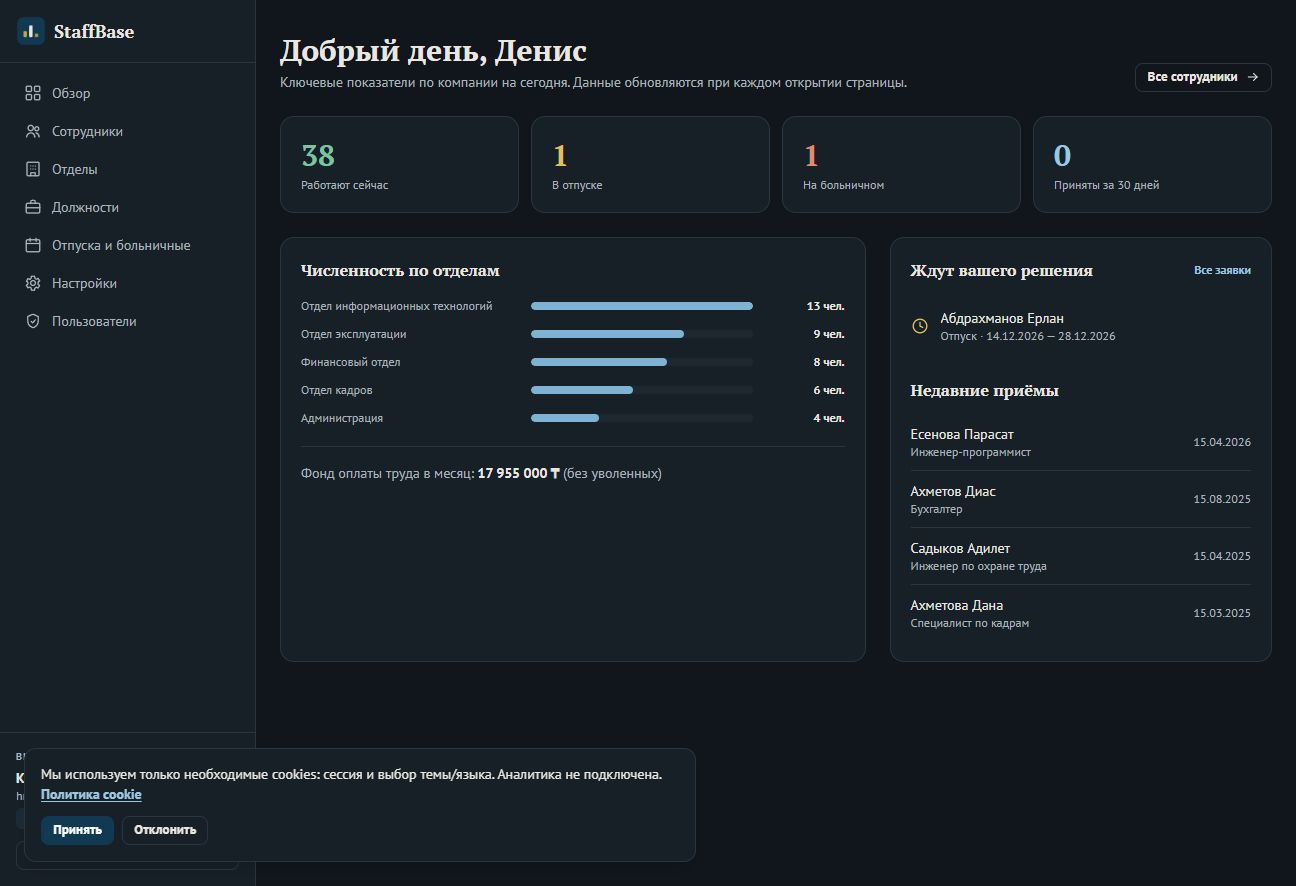 StaffBase
Обзор
Сотрудники
Отделы
Должности
Отпуска и больничные
Настройки
Пользователи
Добрый день, Денис
Ключевые показатели по компании на сегодня. Данные обновляются при каждом открытии страницы.
Все сотрудники
38
Работают сейчас
1
В отпуске
1
На больничном
0
Приняты за 30 дней
Численность по отделам
Отдел информационных технологий 13 чел.
Отдел эксплуатации 9 чел.
Финансовый отдел 8 чел.
Отдел кадров 6 чел.
Администрация 4 чел.
Фонд оплаты труда в месяц: 17 955 000 ₸ (без уволенных)
Ждут вашего решения
Все заявки
Абдрахманов Ерлан
Отпуск · 14.12.2026 — 28.12.2026
Недавние приёмы
Есенова Парасат
Инженер-программист
15.04.2026
Ахметов Диас
Бухгалтер
15.08.2025
Садыков Адилет
Инженер по охране труда
15.04.2025
Ахметова Дана
Специалист по кадрам
15.03.2025
Мы используем только необходимые cookies: сессия и выбор темы/языка. Аналитика не подключена.
Политика cookie
Принять
Отклонить